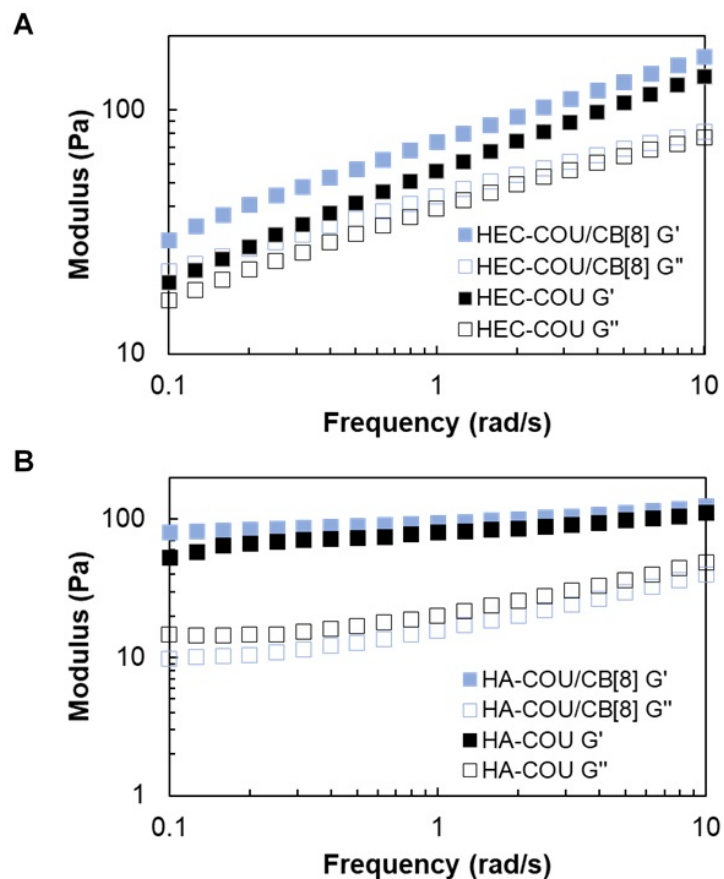 A
Modulus (Pa)
100
10
HEC-COU/CB[8] G'
HEC-COU/CB[8] G"
HEC-COU G'
HEC-COU G"
0.1
1
10
Frequency (rad/s)
B
Modulus (Pa)
100
10
1
HA-COU/CB[8] G'
HA-COU/CB[8] G"
HA-COU G'
HA-COU G"
0.1
1
10
Frequency (rad/s)